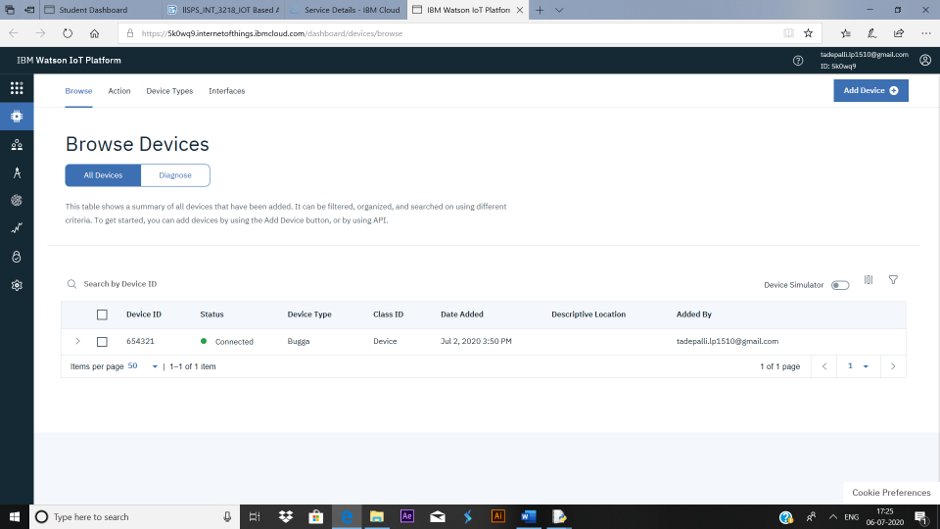 Student Dashboard
IISPS_INT_3218_IOT Based A
Service Details - IBM Cloud
IBM Watson IoT Platform
https://5k0wq9.internetofthings.ibmcloud.com/dashboard/devices/browse
IBM Watson IoT Platform
tadepalli.lp1510@gmail.com
ID: 5k0wq9
Browse
Action
Device Types
Interfaces
Add Device
Browse Devices
All Devices
Diagnose
This table shows a summary of all devices that have been added. It can be filtered, organized, and searched on using different
criteria. To get started, you can add devices by using the Add Device button, or by using API.
Search by Device ID
Device Simulator
Device ID Status Device Type Class ID Date Added Descriptive Location Added By
654321 Connected Bugga Device Jul 2, 2020 3:50 PM tadepalli.lp1510@gmail.com
Items per page 50 | 1–1 of 1 item 1 of 1 page 1
Cookie Preferences
Type here to search
Ae
Ai
ENG
17:25
06-07-2020
1